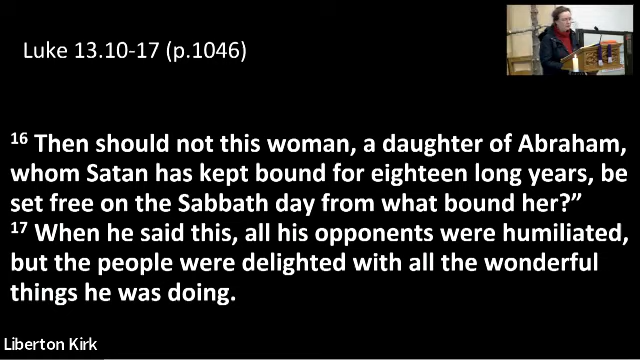 Luke 13.10-17 (p.1046)
16 Then should not this woman, a daughter of Abraham,
whom Satan has kept bound for eighteen long years, be
set free on the Sabbath day from what bound her?”
17 When he said this, all his opponents were humiliated,
but the people were delighted with all the wonderful
things he was doing.
Liberton Kirk